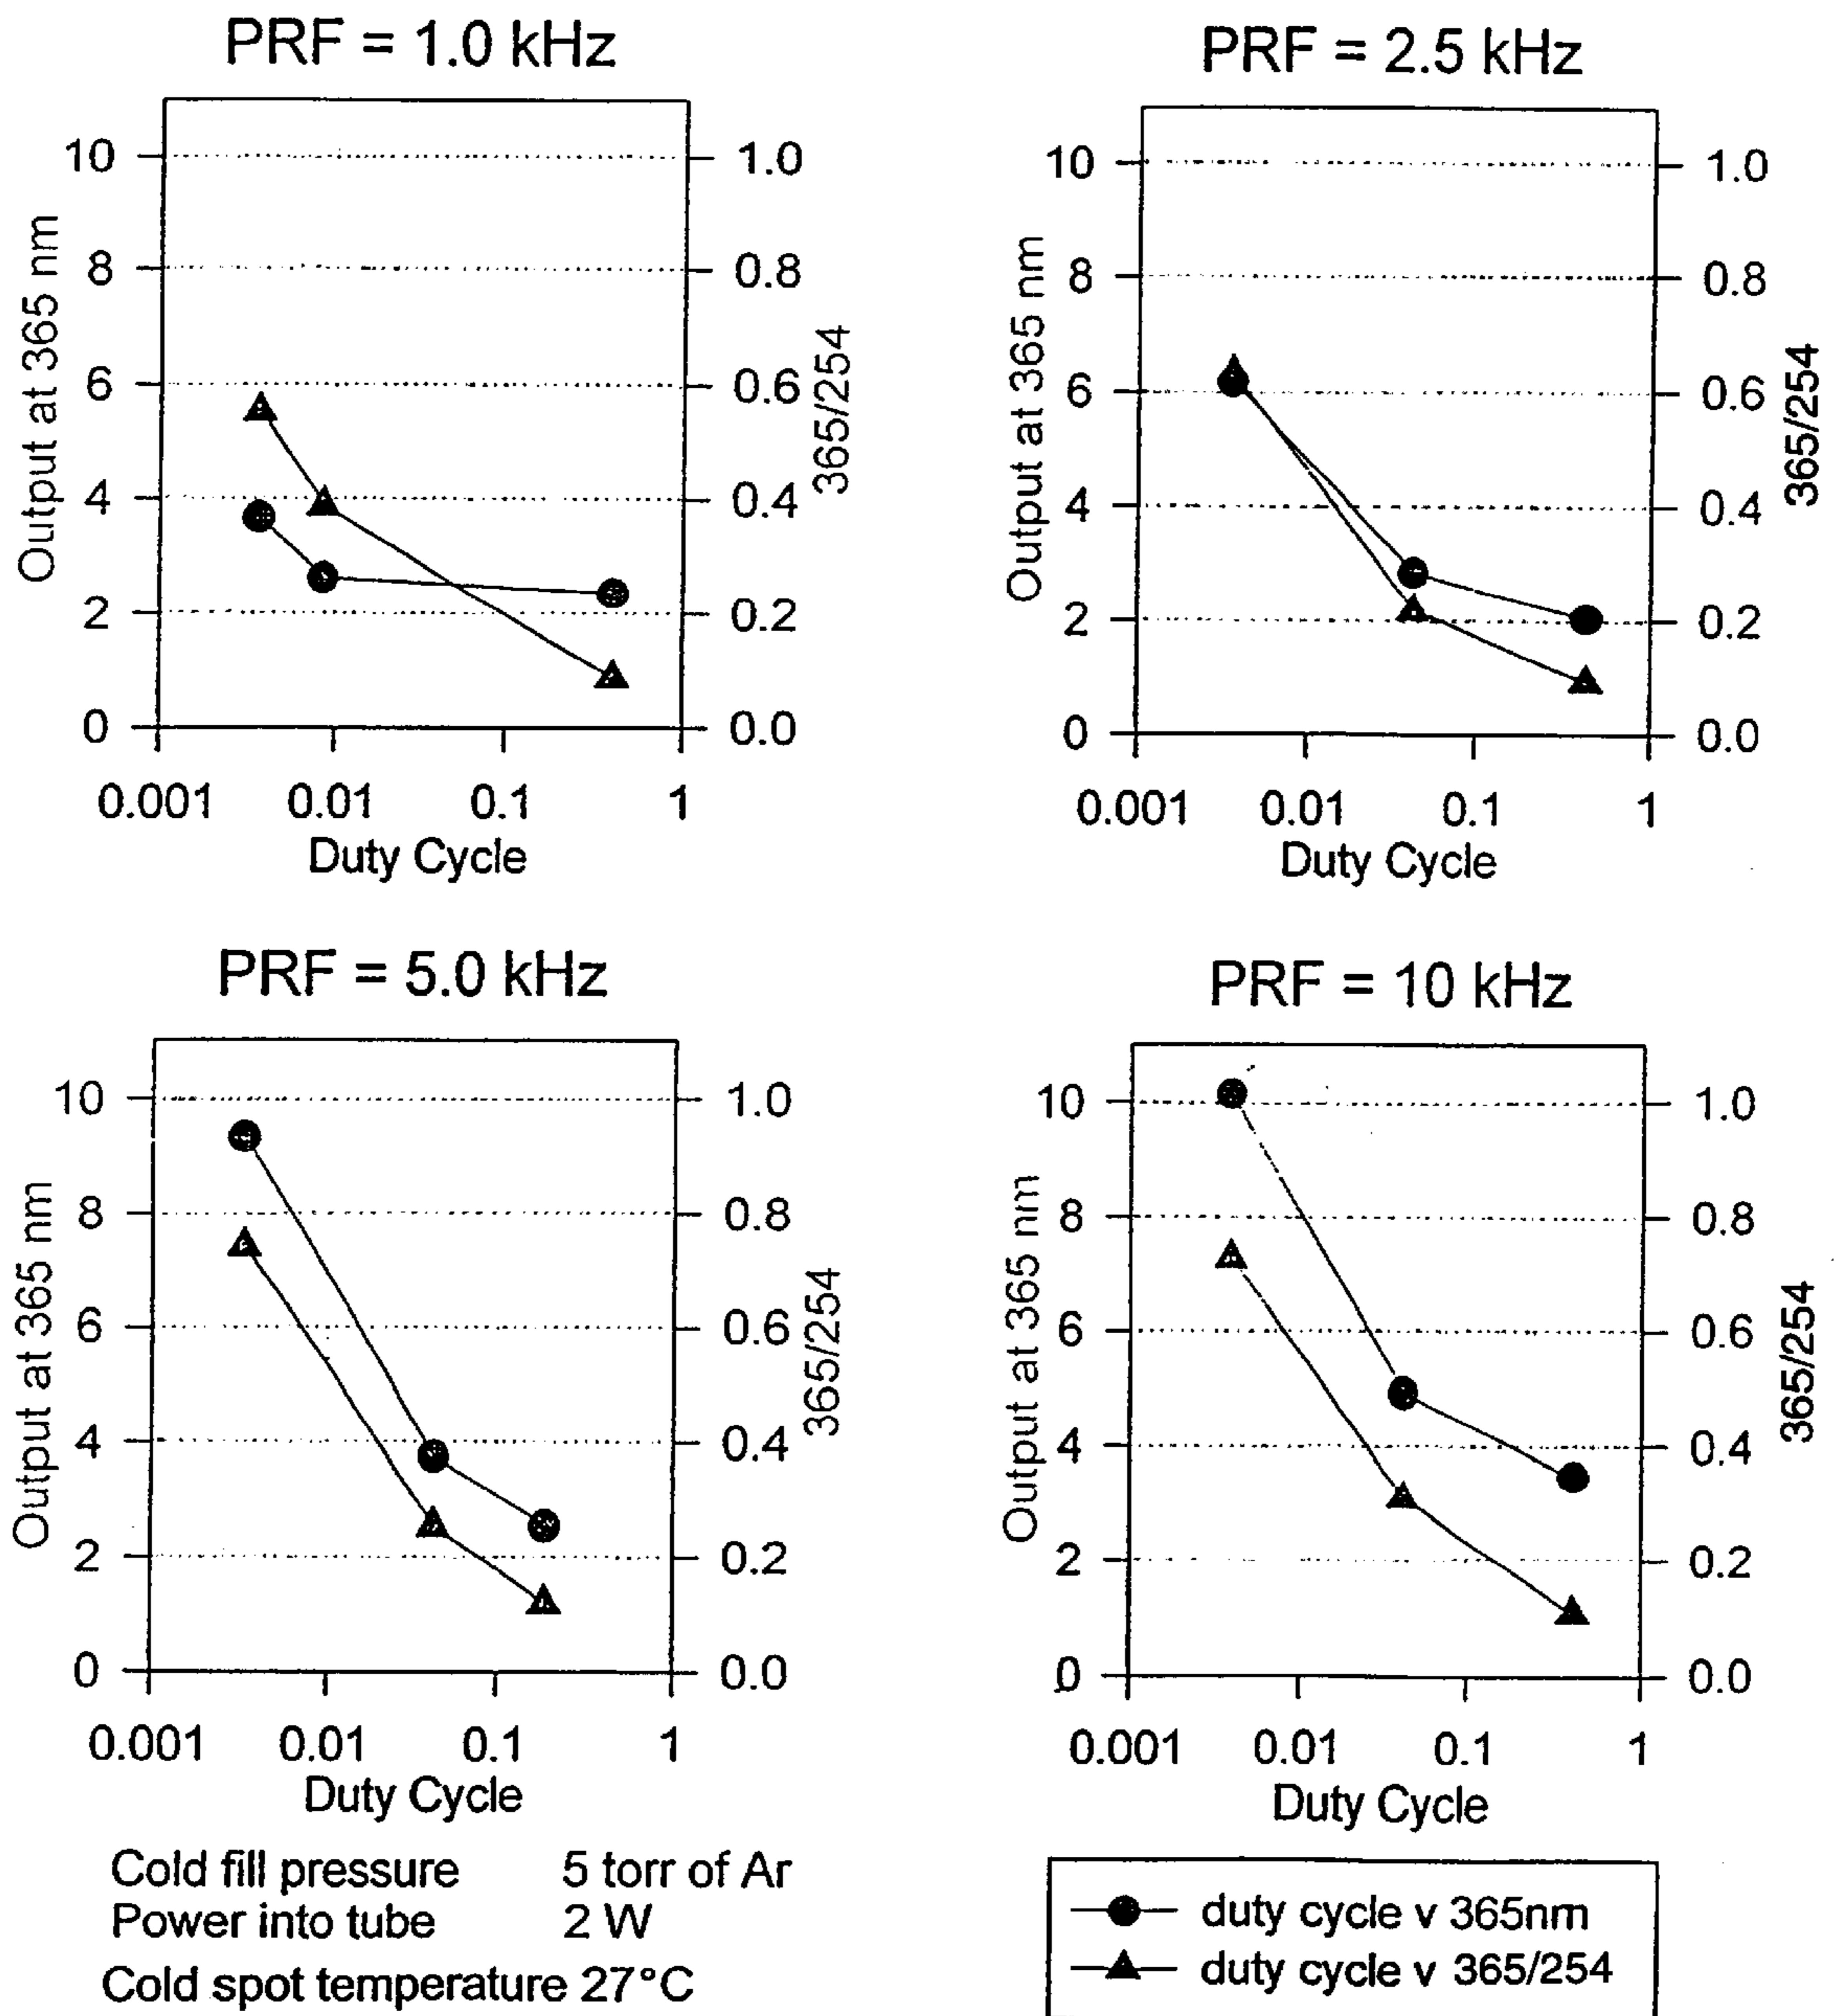 PRF = 1.0 kHz
10
8
6
4
2
0
Output at 365 nm
1.0
0.8
0.6
0.4
0.2
0.0
365/254
0.001 0.01 0.1 1
Duty Cycle
PRF = 2.5 kHz
10
8
6
4
2
0
Output at 365 nm
1.0
0.8
0.6
0.4
0.2
0.0
365/254
0.001 0.01 0.1 1
Duty Cycle
PRF = 5.0 kHz
10
8
6
4
2
0
Output at 365 nm
1.0
0.8
0.6
0.4
0.2
0.0
365/254
0.001 0.01 0.1 1
Duty Cycle
PRF = 10 kHz
10
8
6
4
2
0
Output at 365 nm
1.0
0.8
0.6
0.4
0.2
0.0
365/254
0.001 0.01 0.1 1
Duty Cycle
Cold fill pressure 5 torr of Ar
Power into tube 2 W
Cold spot temperature 27°C
duty cycle v 365nm
duty cycle v 365/254